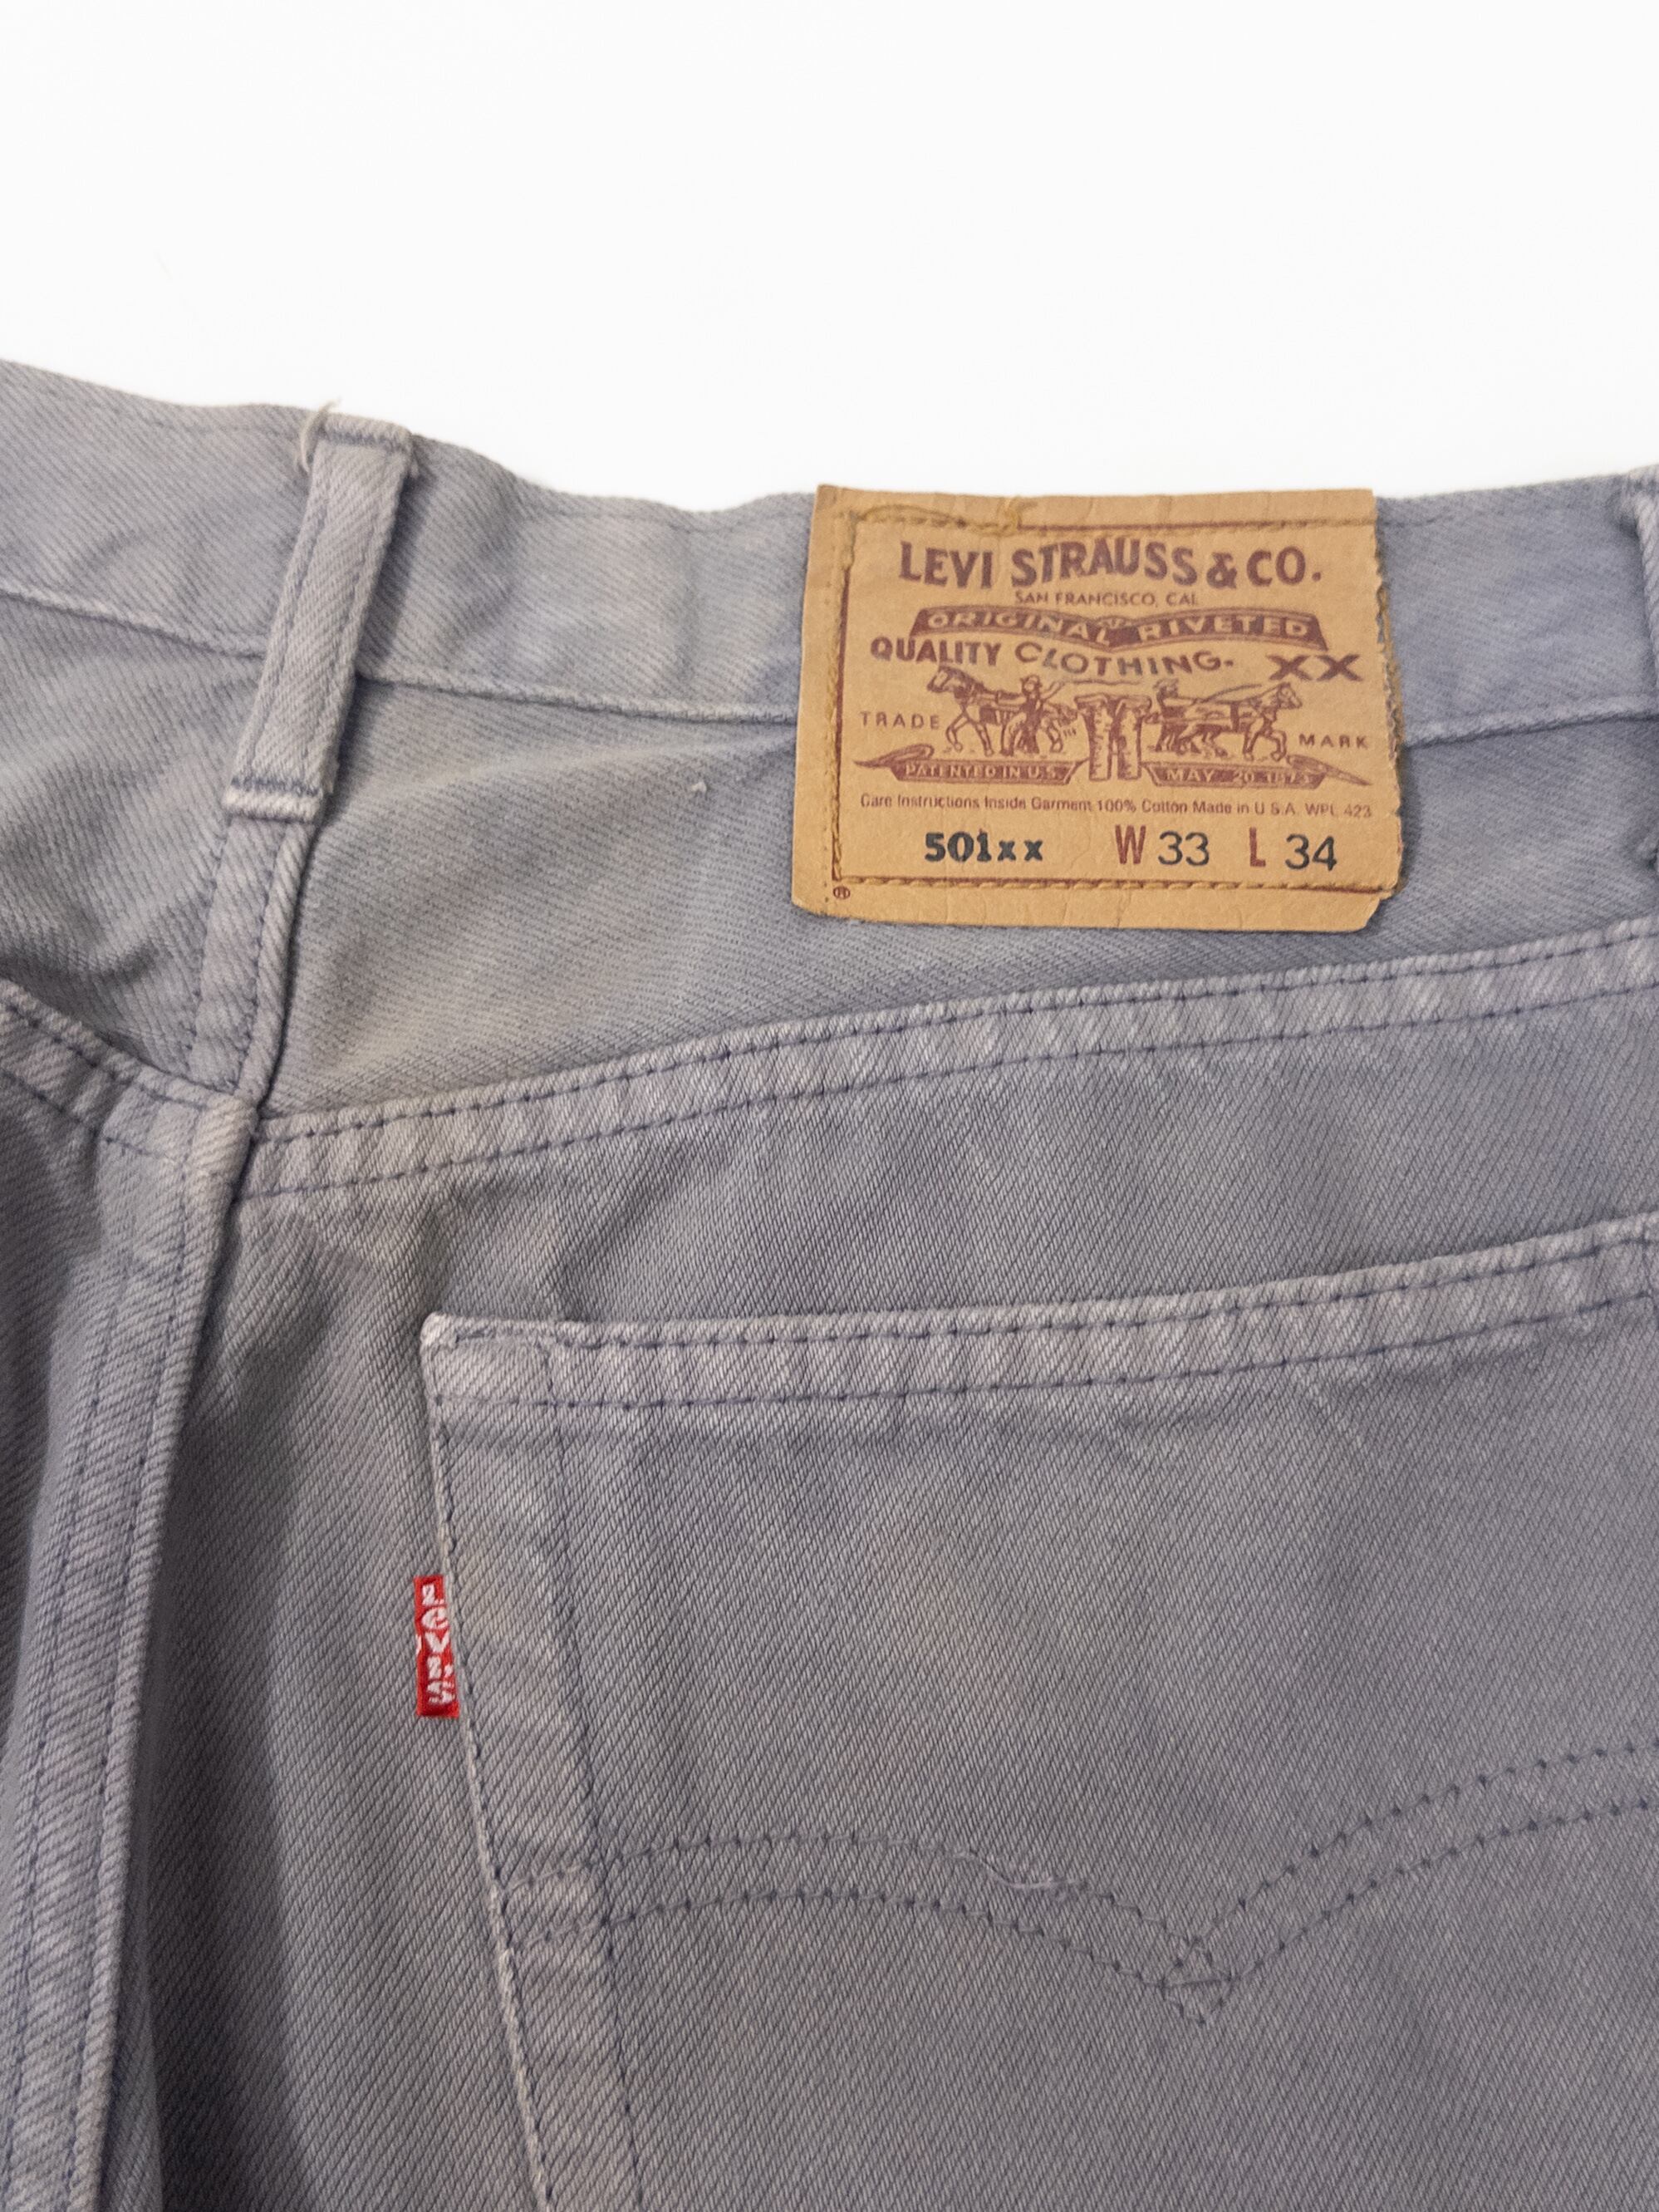 LEVI STRAUSS & CO.
SAN FRANCISCO, CAL
ORIGINAL RIVETED
QUALITY CLOTHING. XX
TRADE MARK
PATENTED IN U.S. MAY 20 1873
Care Instructions Inside Garment 100% Cotton Made in U.S.A. WPL 423
501xx W 33 L 34
®
LEVI'S